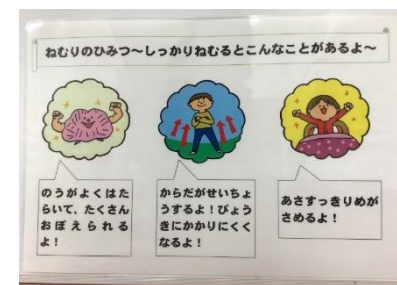 ねむりのひみつ～しっかりねむるとこんなことがあるよ～
のうがよくはた
らいて、たくさん
おぼえられる
よ！
からだがせいちょ
うするよ！びょう
きにかかりにくく
なるよ！
あさすっきりめが
さめるよ！